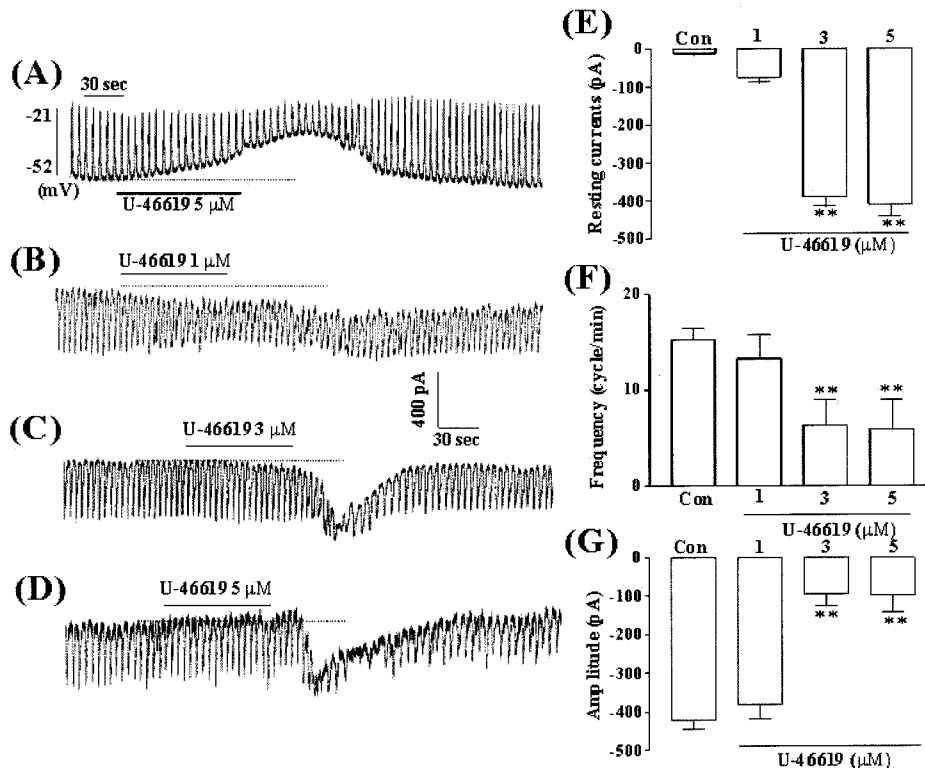 (A)
30 sec
-21
-52
(mV)
U-46619 5 μM
(B)
U-46619 1 μM
400 pA
30 sec
(C)
U-46619 3 μM
(D)
U-46619 5 μM
(E)
Con 1 3 5
0
-100
-200
-300
-400
-500
Resting currents (pA)
** **
U-46619 (μM)
(F)
20
10
0
Frequency (cycle/min)
** **
Con 1 3 5
U-46619 (μM)
(G)
Con 1 3 5
0
-100
-200
-300
-400
-500
Amplitude (pA)
** **
U-46619 (μM)